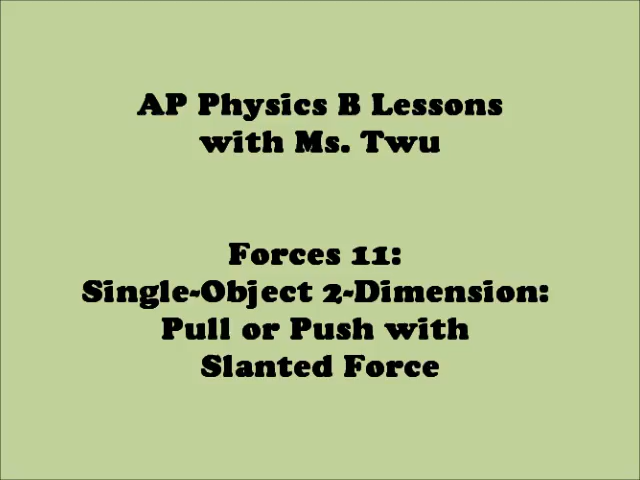 AP Physics B Lessons
with Ms. Twu
Forces 11:
Single-Object 2-Dimension:
Pull or Push with
Slanted Force